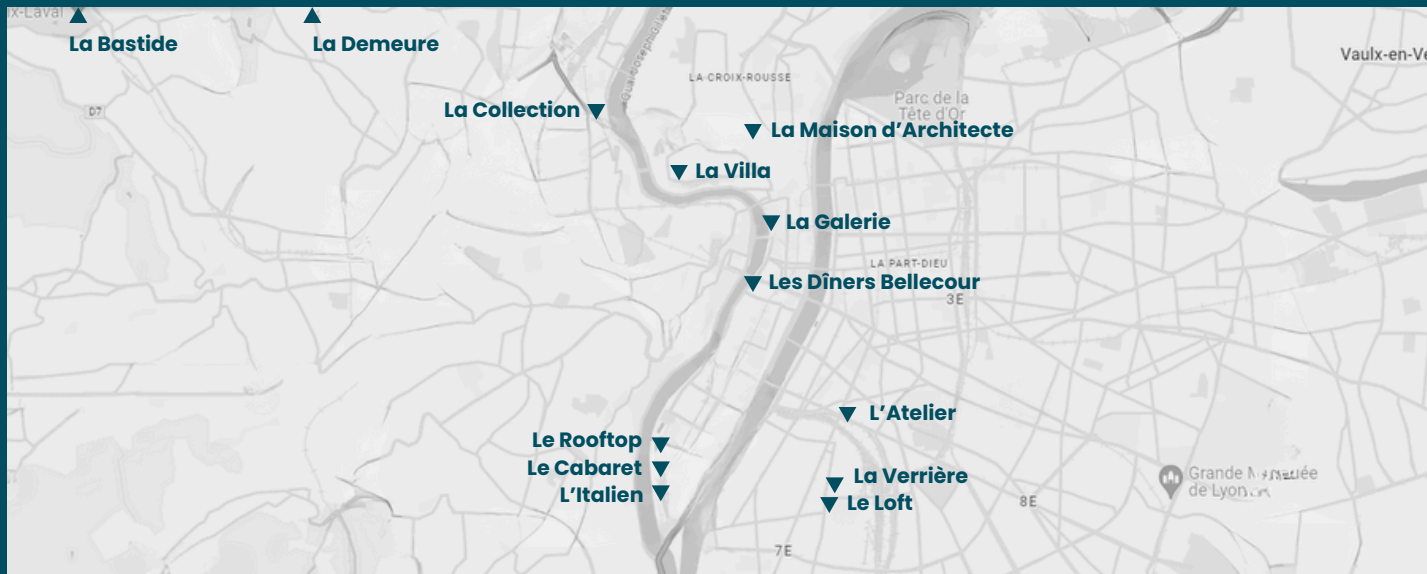 ix-Laval
La Bastide
La Demeure
Vaulx-en-Ve
LA CROIX-ROUSSE
Parc de la
Tête d'Or
D7
La Collection
La Maison d’Architecte
La Villa
La Galerie
LA PART-DIEU
Les Dîners Bellecour
3E
L’Atelier
Le Rooftop
Le Cabaret
L’Italien
La Verrière
Le Loft
Grande
de Lyon
8E
7E